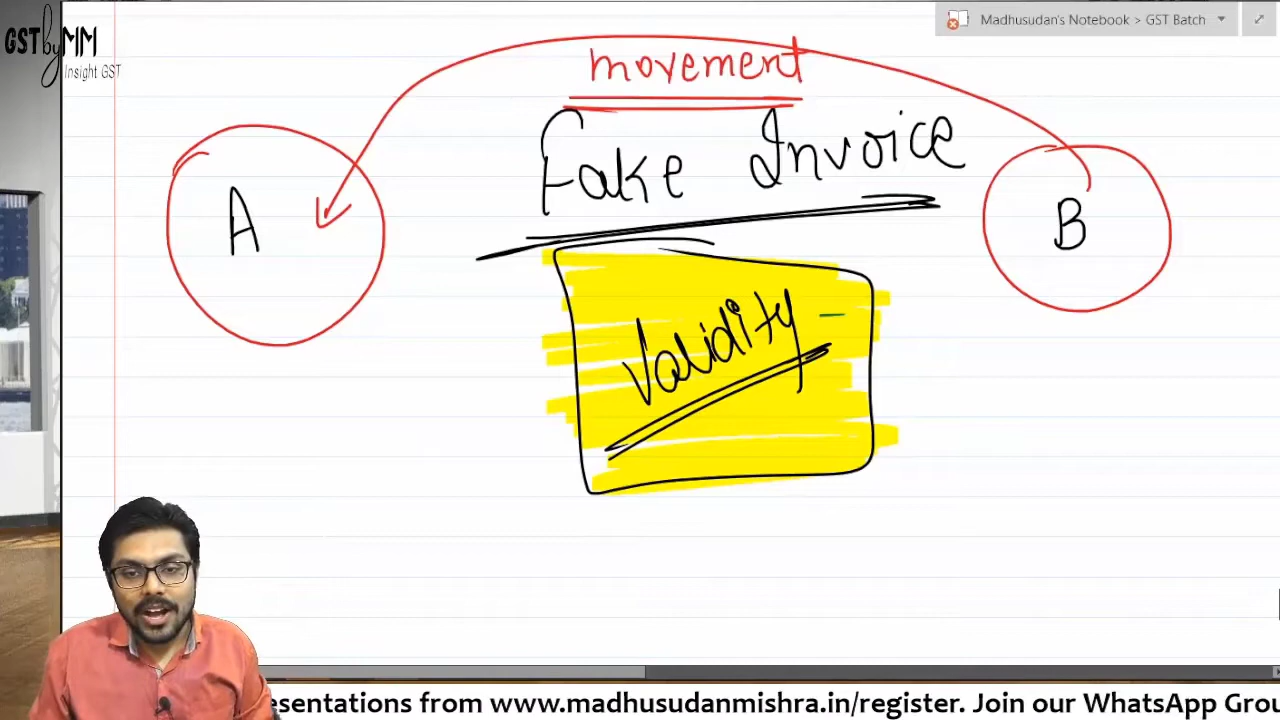 GST by MM
Insight GST
Madhusudan's Notebook > GST Batch
movement
Fake Invoice
A
B
Validity -
esentations from www.madhusudanmishra.in/register. Join our WhatsApp Grou